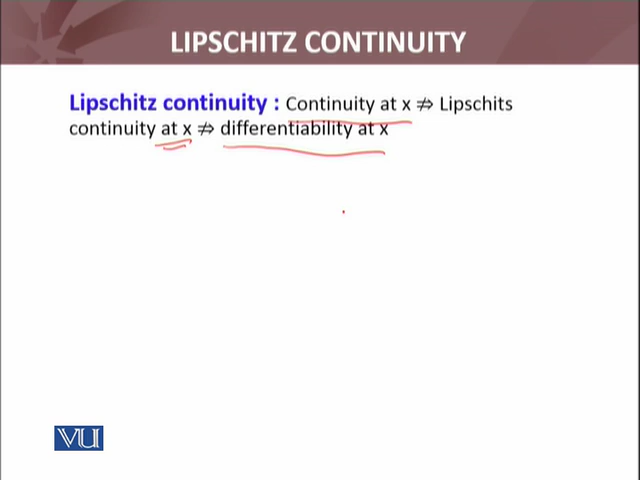 LIPSCHITZ CONTINUITY
Lipschitz continuity : Continuity at x ⇏ Lipschits
continuity at x ⇏ differentiability at x
VU